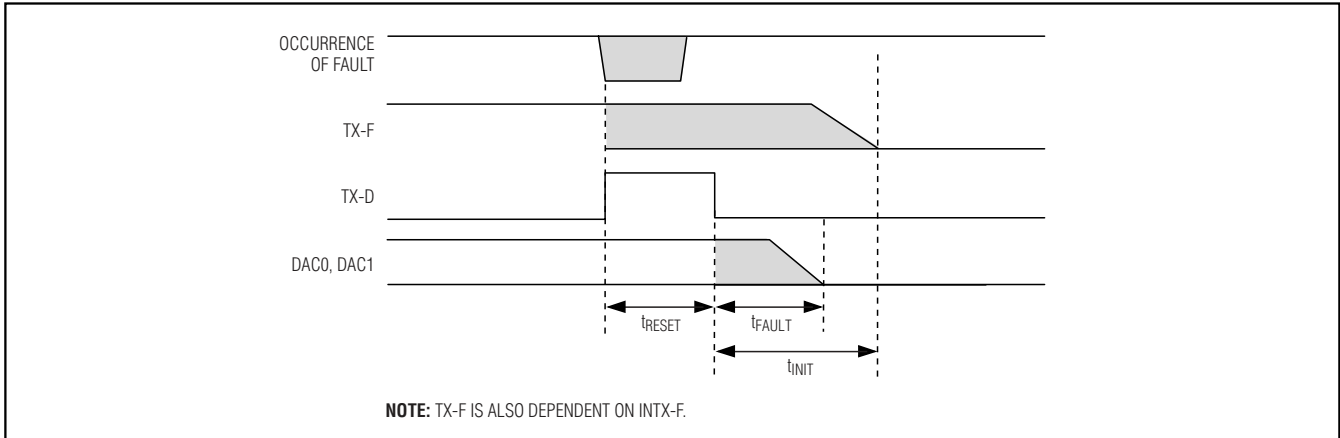 OCCURRENCE
OF FAULT
TX-F
TX-D
DAC0, DAC1
tRESET
tFAULT
tINIT
NOTE: TX-F IS ALSO DEPENDENT ON INTX-F.